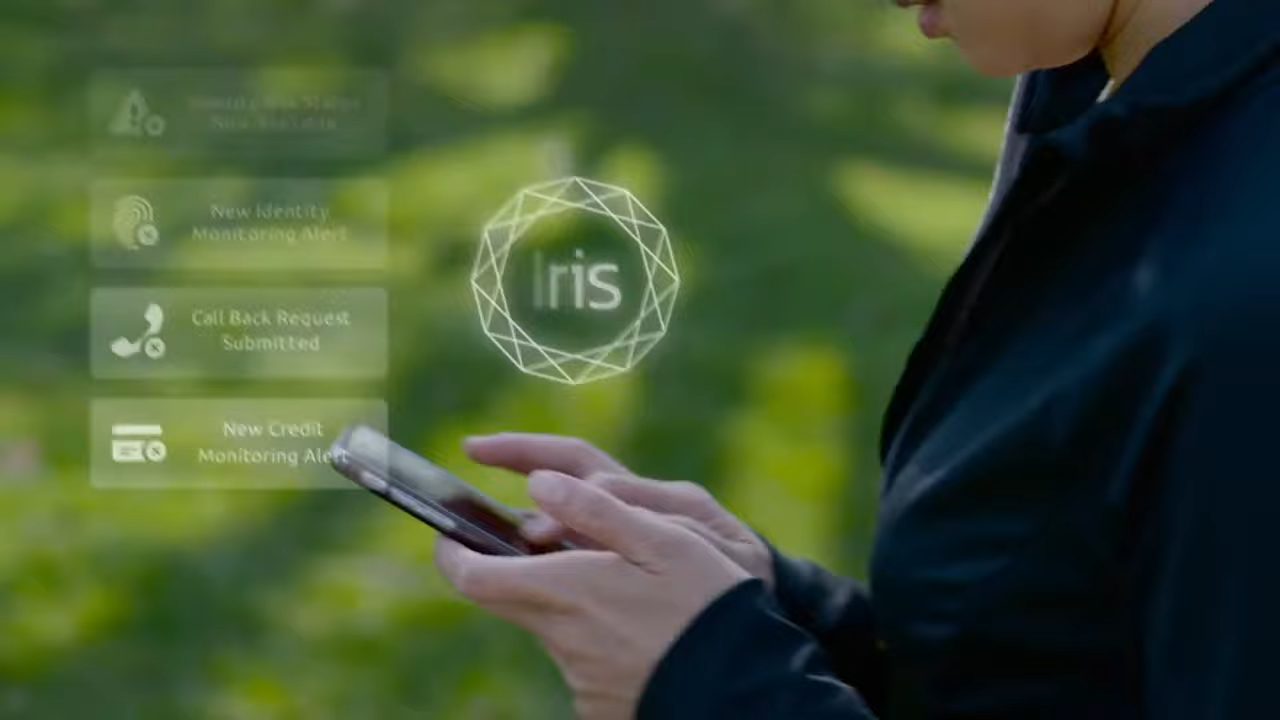 New Identity
Monitoring Alert
Call Back Request
Submitted
New Credit
Monitoring Alert
Iris